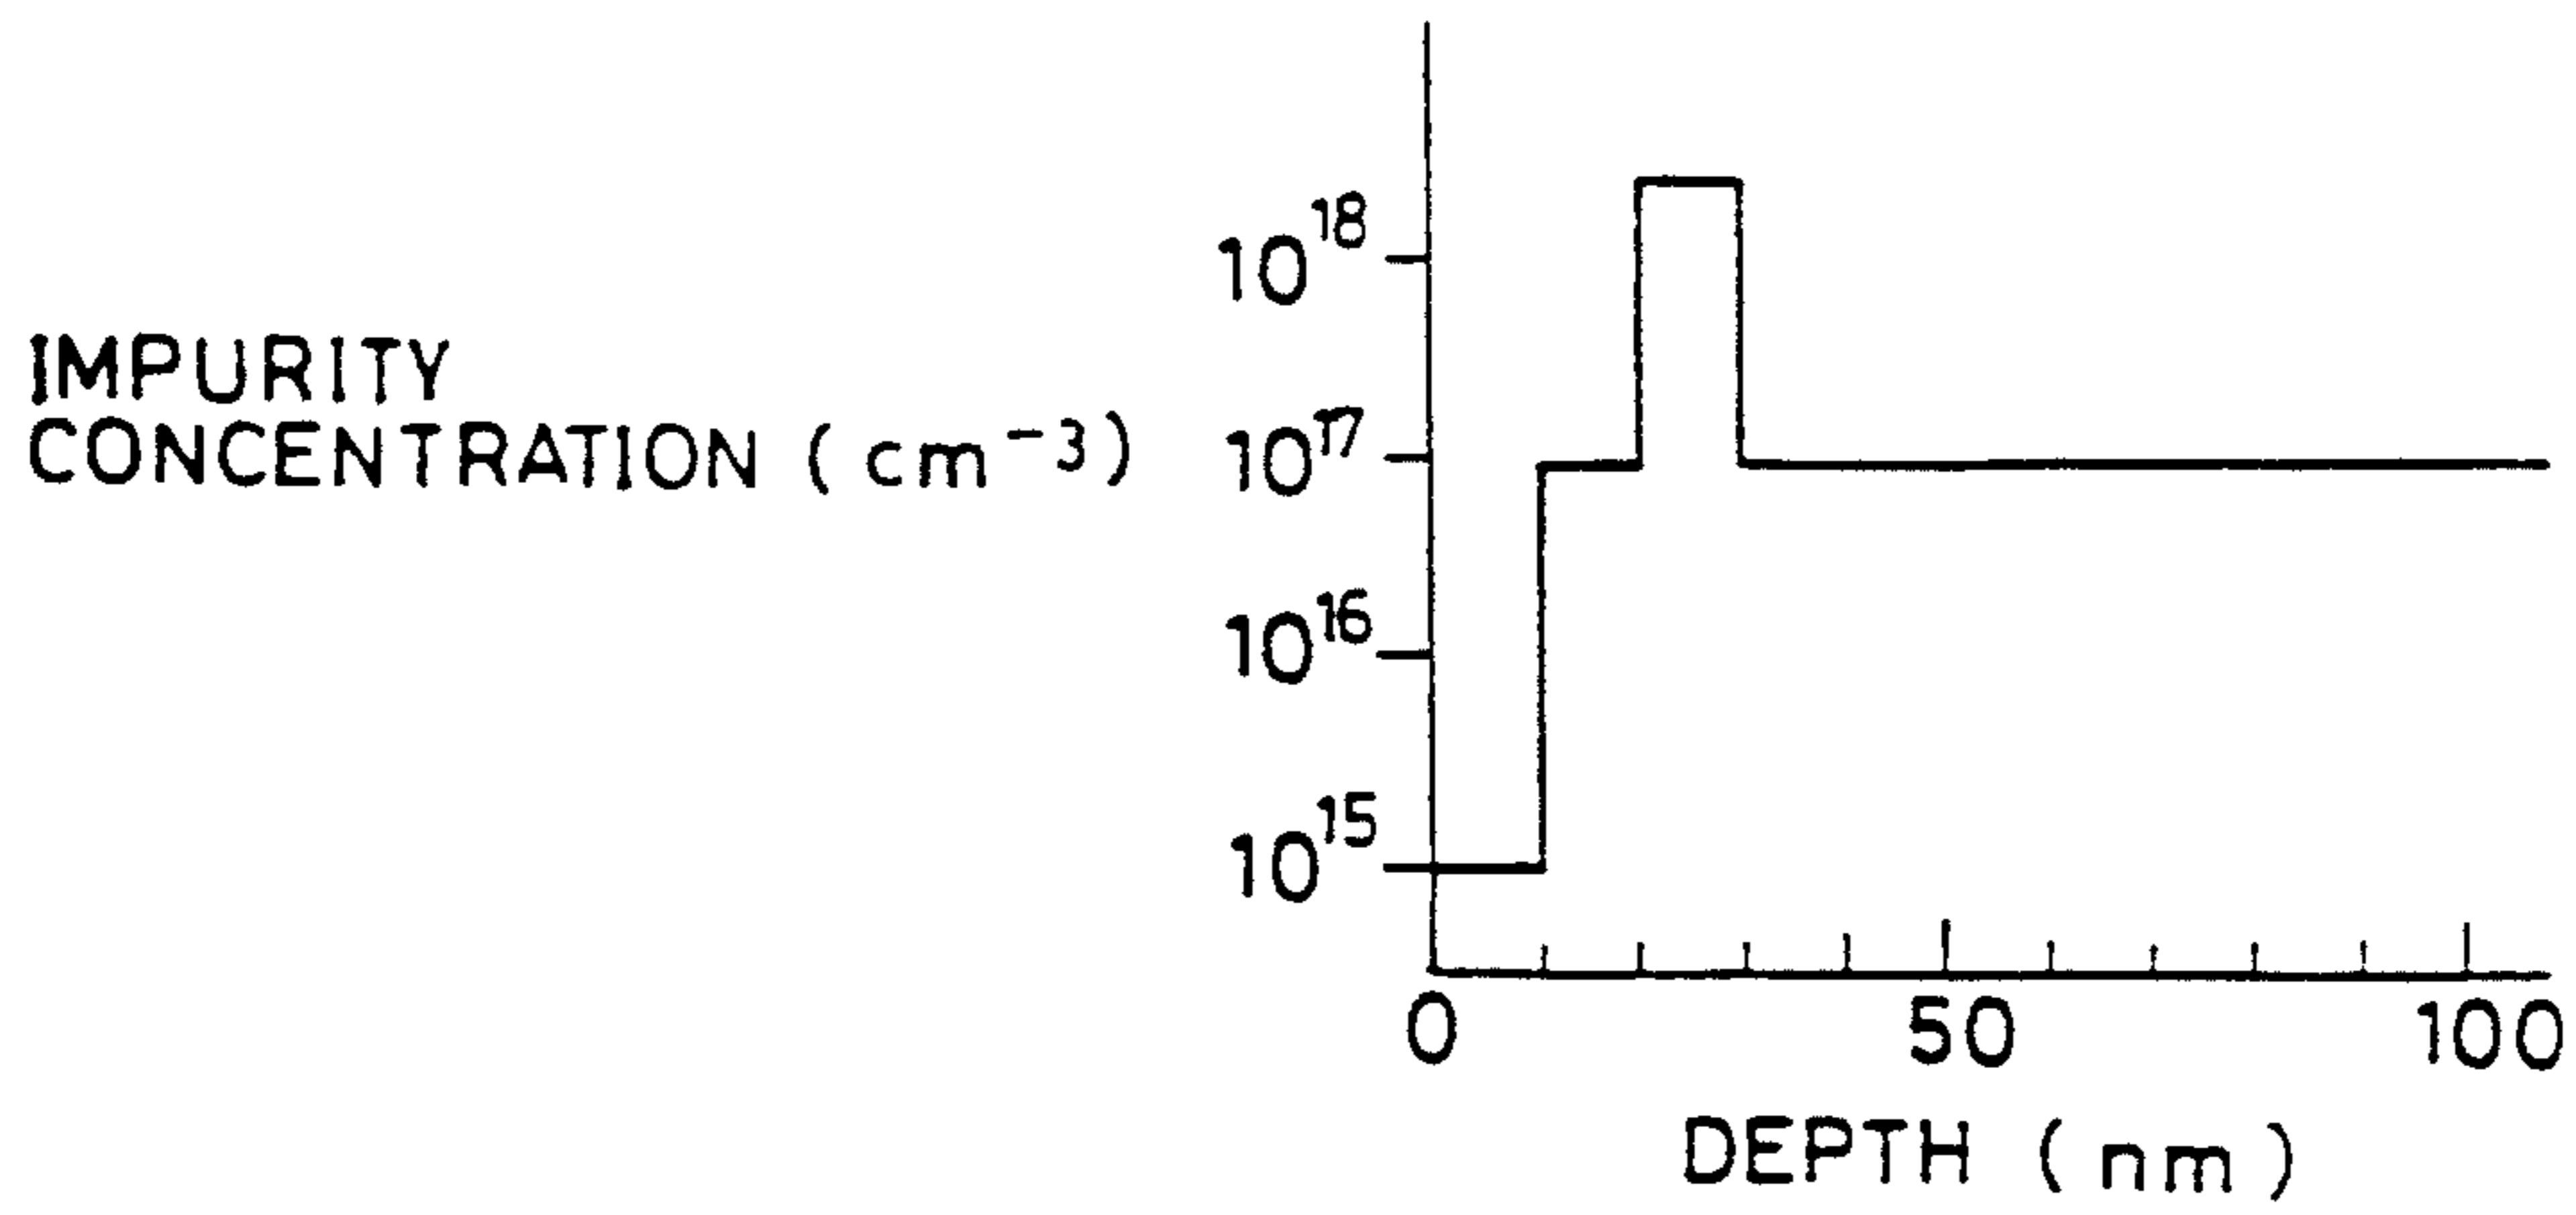 10¹⁸
IMPURITY
CONCENTRATION (cm⁻³)
10¹⁷
10¹⁶
10¹⁵
0 50 100
DEPTH (nm)